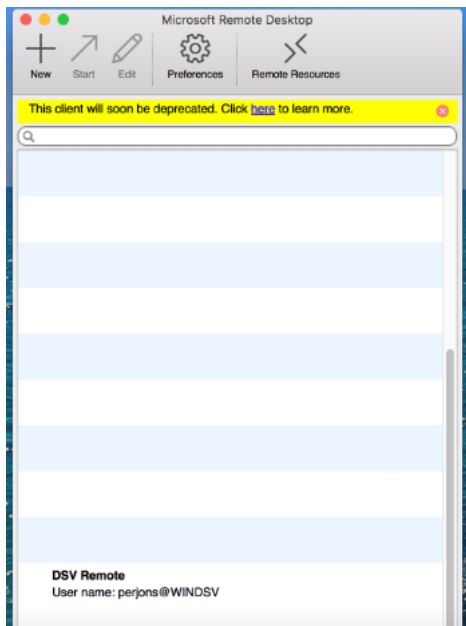 Microsoft Remote Desktop
New Start Edit Preferences Remote Resources
This client will soon be deprecated. Click here to learn more.
DSV Remote
User name: perjons@WINDSV